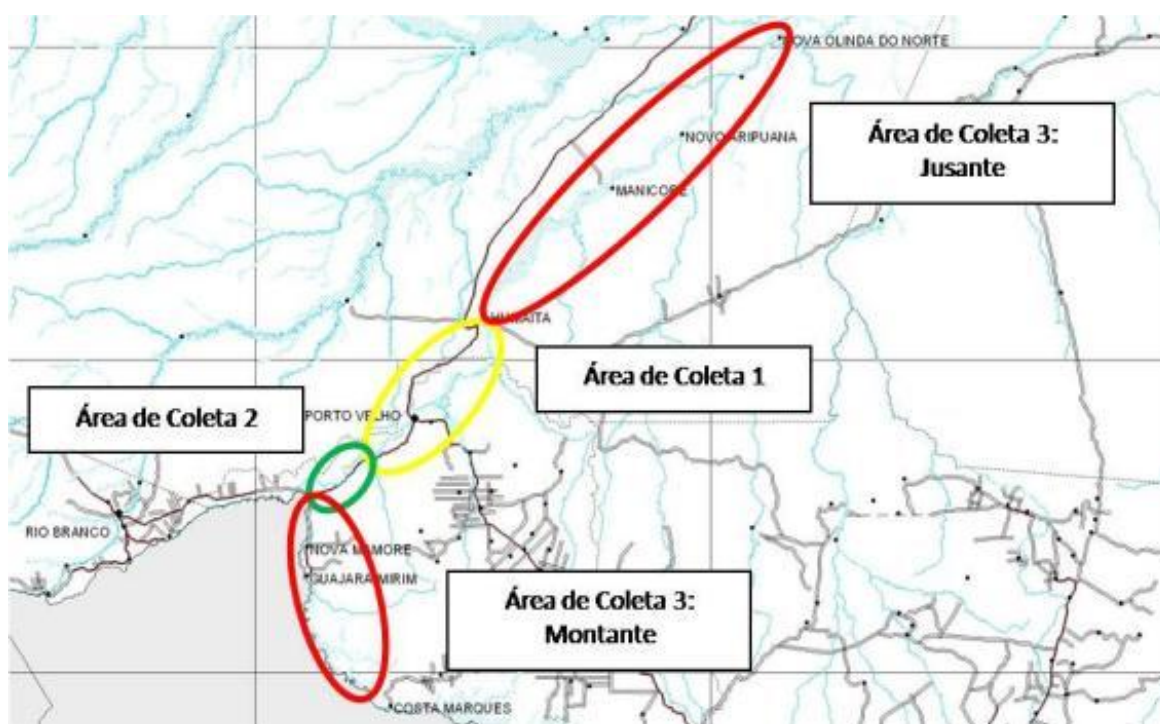 NOVA OLINDA DO NORTE
Área de Coleta 3:
Jusante
NOVO ARIPUANA
MANICORE
HUMAITA
Área de Coleta 1
Área de Coleta 2
PORTO VELHO
RIO BRANCO
NOVA MAMORE
GUAJARA-MIRIM
Área de Coleta 3:
Montante
COSTA MARQUES